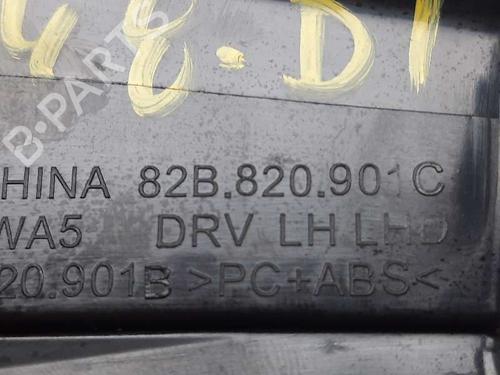 48-D1
B-PARTS
HINA 82B.820.901C
WA5 DRV LH LHD
20.901B >PC+ABS<